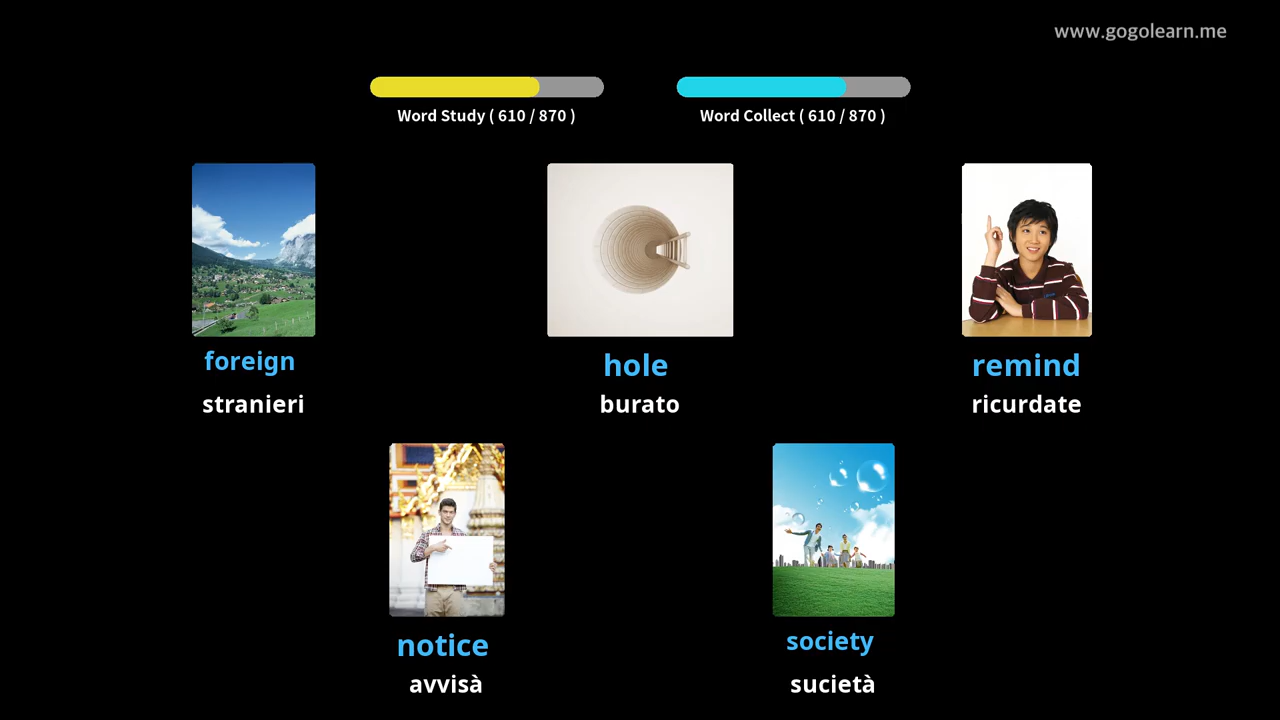 www.gogolearn.me
Word Study ( 610 / 870 )
Word Collect ( 610 / 870 )
foreign
stranieri
hole
burato
remind
ricurdate
notice
avvisà
society
sucietà